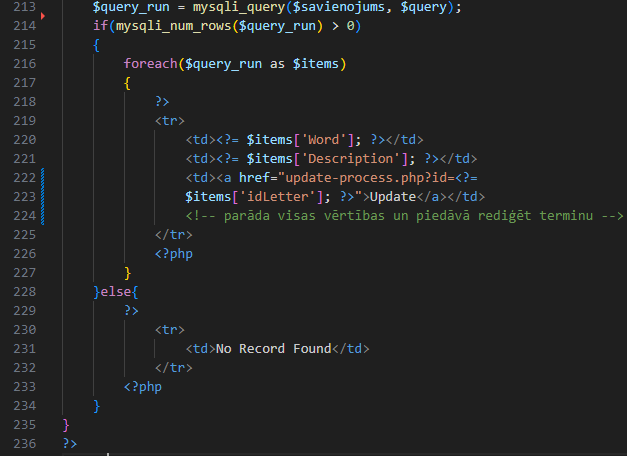 213 $query_run = mysqli_query($savienojums, $query);
214 if(mysqli_num_rows($query_run) > 0)
215 {
216 foreach($query_run as $items)
217 {
218 ?>
219 <tr>
220 <td><?= $items['Word']; ?></td>
221 <td><?= $items['Description']; ?></td>
222 <td><a href="update-process.php?id=<?=
223 $items['idLetter']; ?>">Update</a></td>
224 <!-- parāda visas vērtības un piedāvā rediģēt terminu -->
225 </tr>
226 <?php
227 }
228 }else{
229 ?>
230 <tr>
231 <td>No Record Found</td>
232 </tr>
233 <?php
234 }
235 }
236 ?>